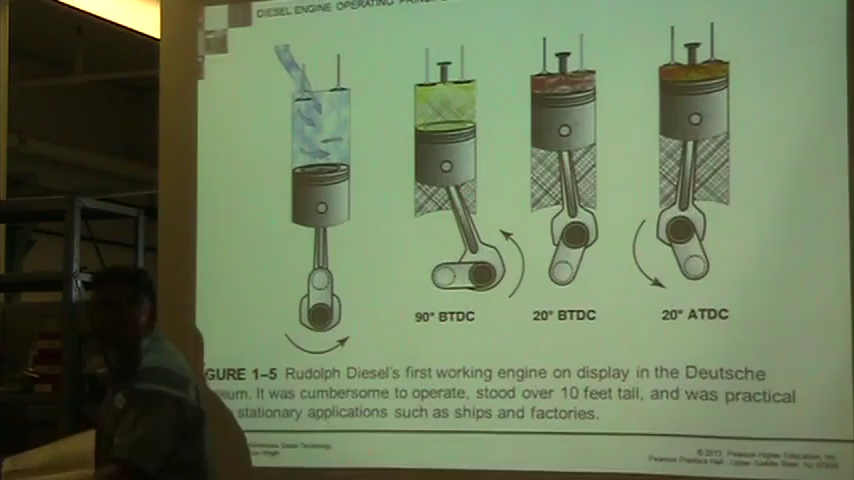 DIESEL ENGINE OPERATING
90° BTDC
20° BTDC
20° ATDC
GURE 1–5 Rudolph Diesel's first working engine on display in the Deutsche
ium. It was cumbersome to operate, stood over 10 feet tall, and was practical
stationary applications such as ships and factories.
© 2013 Pearson Higher Education, Inc.
Pearson Prentice Hall - Upper Saddle River, NJ 07458